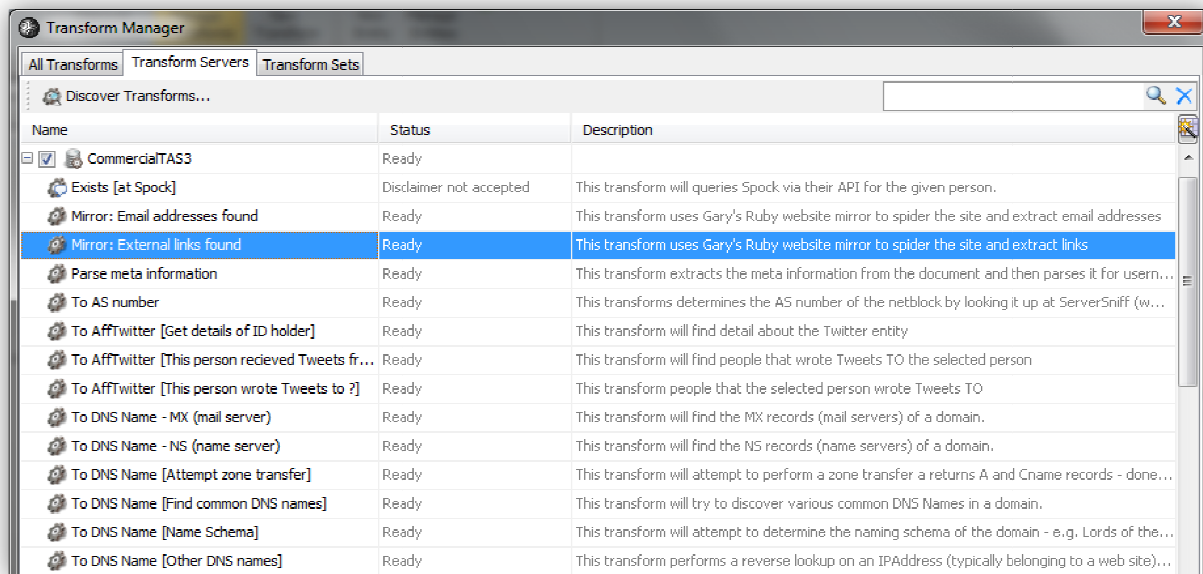 Transform Manager
All Transforms Transform Servers Transform Sets
Discover Transforms...
Name Status Description
CommercialTAS3 Ready
Exists [at Spock] Disclaimer not accepted This transform will queries Spock via their API for the given person.
Mirror: Email addresses found Ready This transform uses Gary's Ruby website mirror to spider the site and extract email addresses
Mirror: External links found Ready This transform uses Gary's Ruby website mirror to spider the site and extract links
Parse meta information Ready This transform extracts the meta information from the document and then parses it for usern...
To AS number Ready This transforms determines the AS number of the netblock by looking it up at ServerSniff (w...
To AffTwitter [Get details of ID holder] Ready This transform will find detail about the Twitter entity
To AffTwitter [This person recieved Tweets fr... Ready This transform will find people that wrote Tweets TO the selected person
To AffTwitter [This person wrote Tweets to ?] Ready This transform people that the selected person wrote Tweets TO
To DNS Name - MX (mail server) Ready This transform will find the MX records (mail servers) of a domain.
To DNS Name - NS (name server) Ready This transform will find the NS records (name servers) of a domain.
To DNS Name [Attempt zone transfer] Ready This transform will attempt to perform a zone transfer a returns A and Cname records - done...
To DNS Name [Find common DNS names] Ready This transform will try to discover various common DNS Names in a domain.
To DNS Name [Name Schema] Ready This transform will attempt to determine the naming schema of the domain - e.g. Lords of the...
To DNS Name [Other DNS names] Ready This transform performs a reverse lookup on an IPAddress (typically belonging to a web site)...